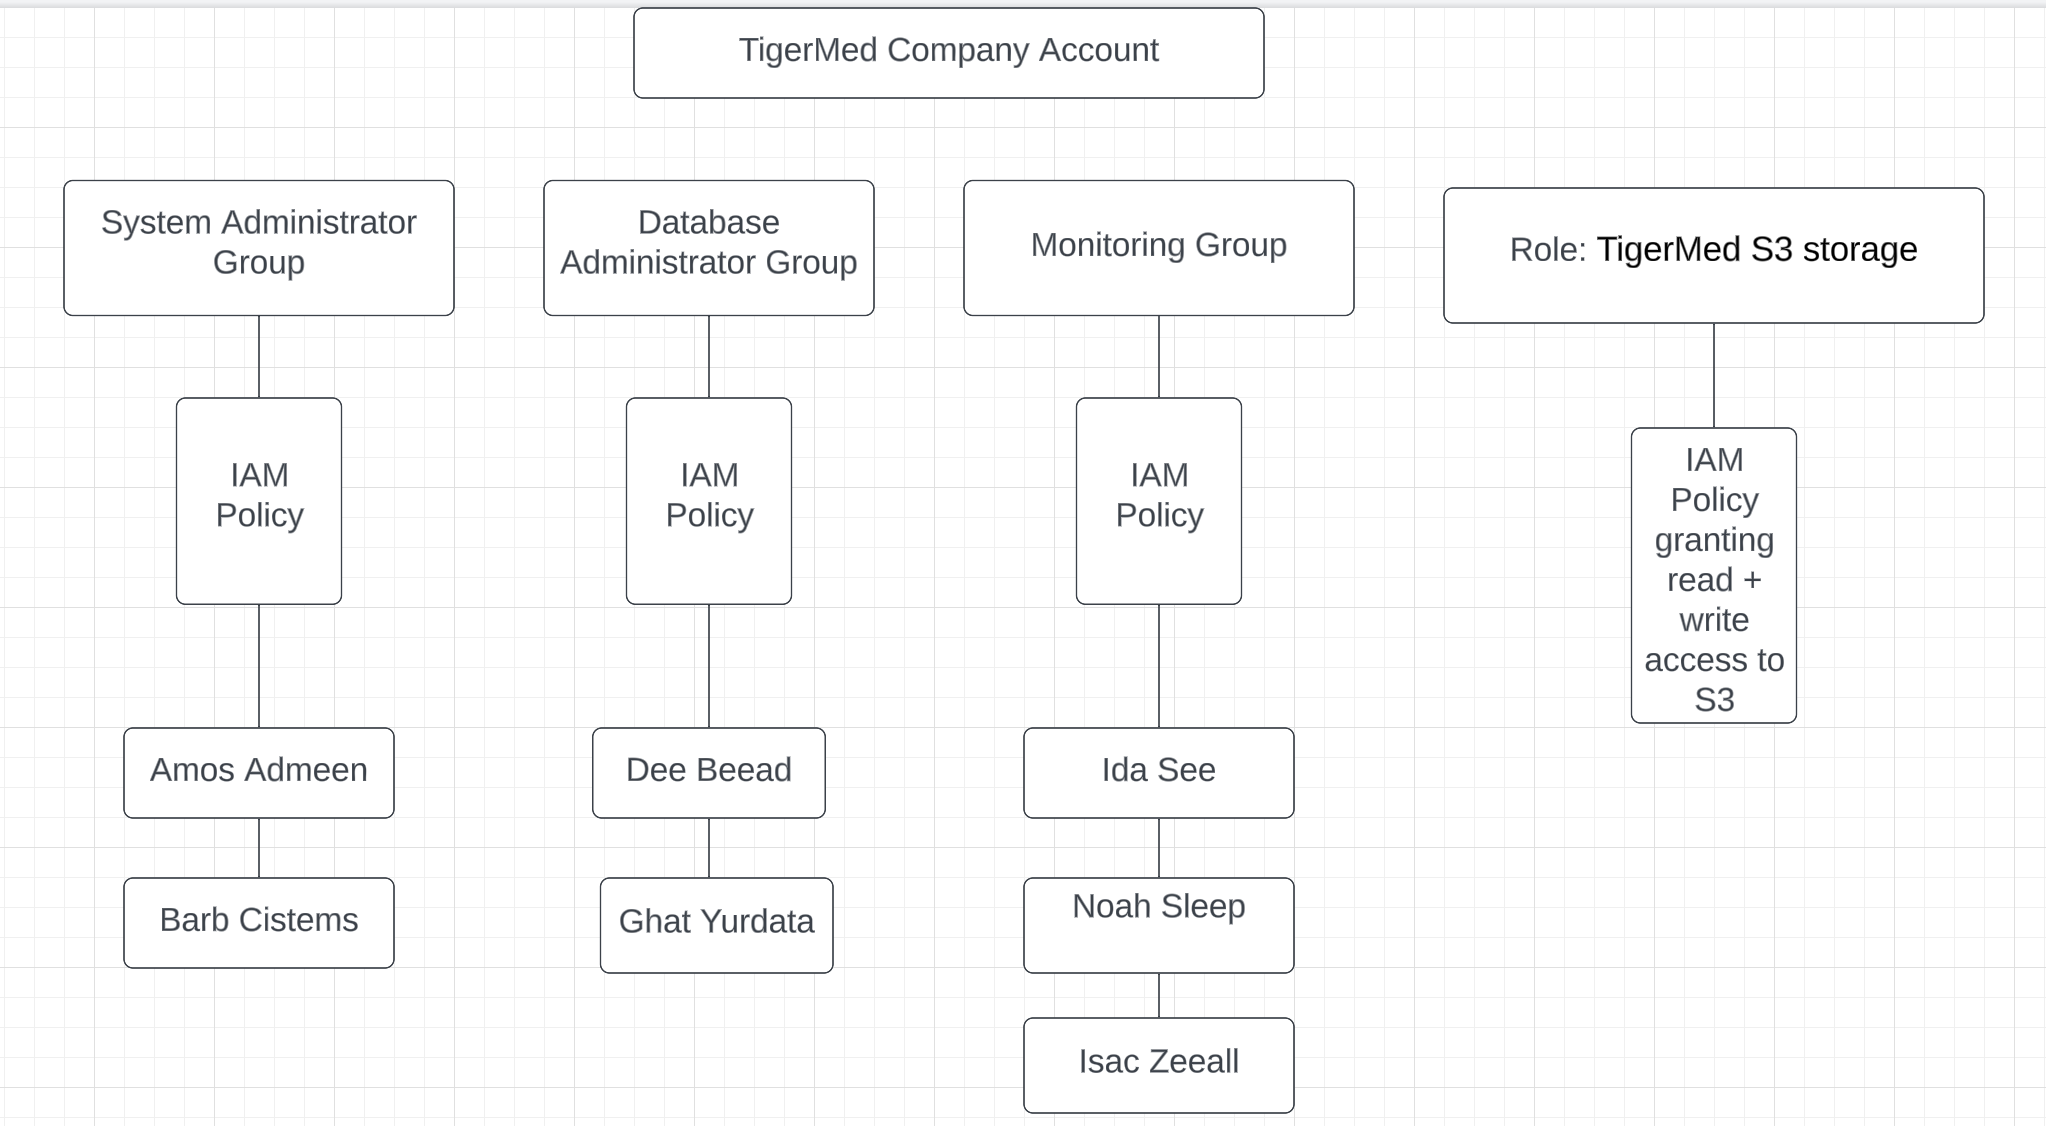 TigerMed Company Account
System Administrator
Group
Database
Administrator Group
Monitoring Group
Role: TigerMed S3 storage
IAM
Policy
IAM
Policy
IAM
Policy
IAM
Policy
granting
read +
write
access to
S3
Amos Admeen
Dee Beead
Ida See
Barb Cistems
Ghat Yurdata
Noah Sleep
Isac Zeeall